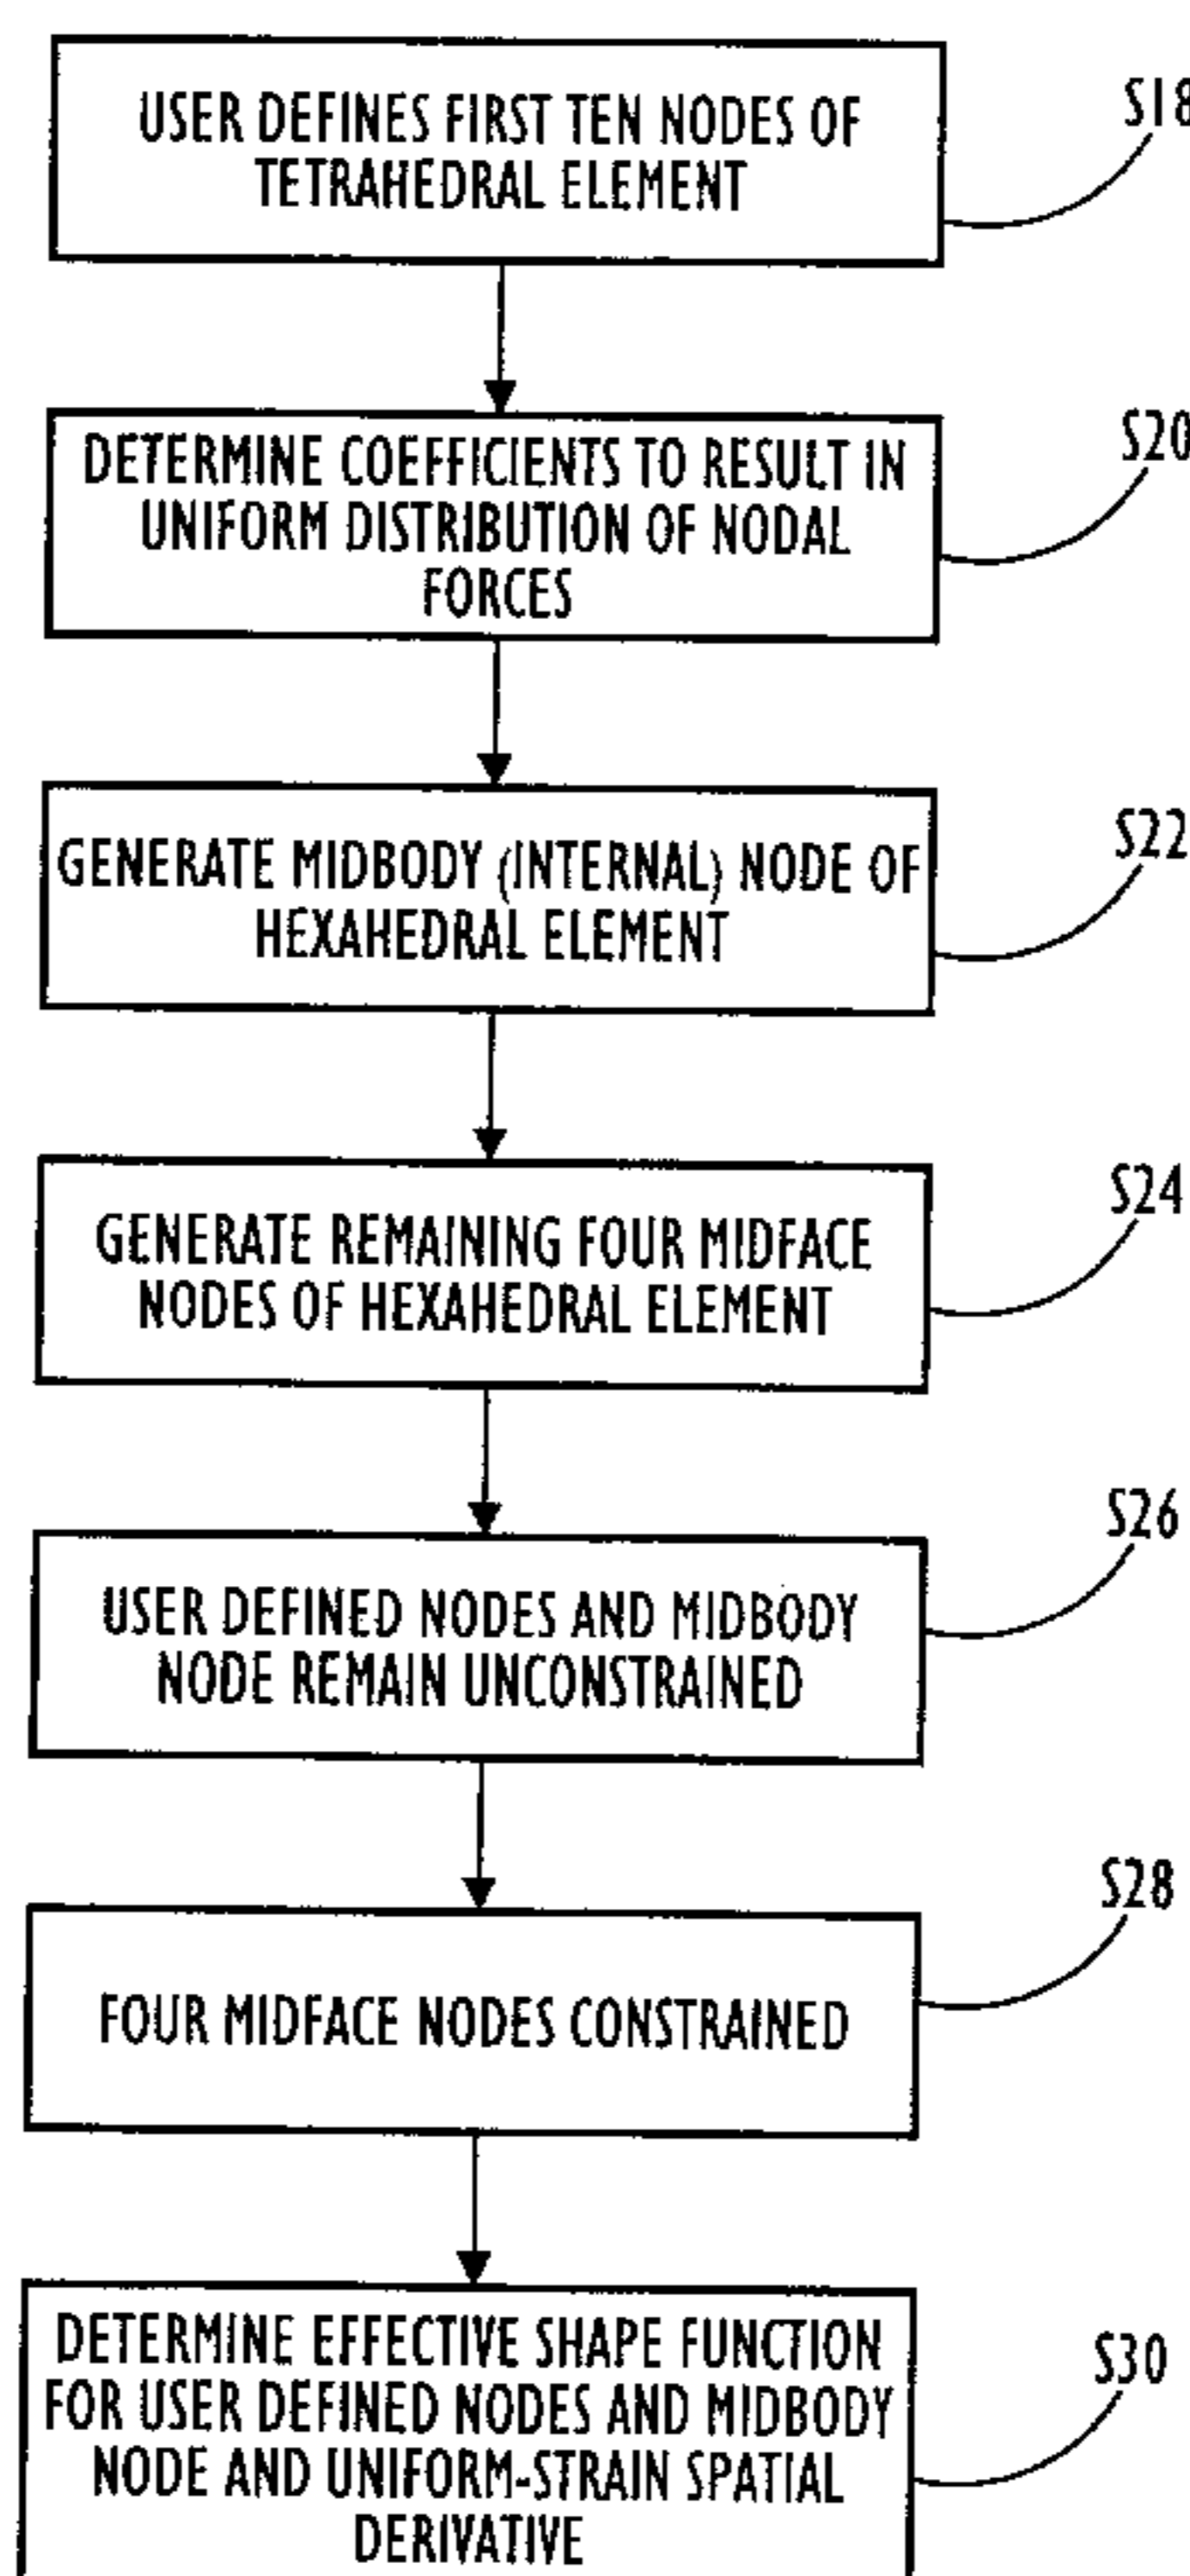 USER DEFINES FIRST TEN NODES OF
TETRAHEDRAL ELEMENT
S18
DETERMINE COEFFICIENTS TO RESULT IN
UNIFORM DISTRIBUTION OF NODAL
FORCES
S20
GENERATE MIDBODY (INTERNAL) NODE OF
HEXAHEDRAL ELEMENT
S22
GENERATE REMAINING FOUR MIDFACE
NODES OF HEXAHEDRAL ELEMENT
S24
USER DEFINED NODES AND MIDBODY
NODE REMAIN UNCONSTRAINED
S26
FOUR MIDFACE NODES CONSTRAINED
S28
DETERMINE EFFECTIVE SHAPE FUNCTION
FOR USER DEFINED NODES AND MIDBODY
NODE AND UNIFORM-STRAIN SPATIAL
DERIVATIVE
S30